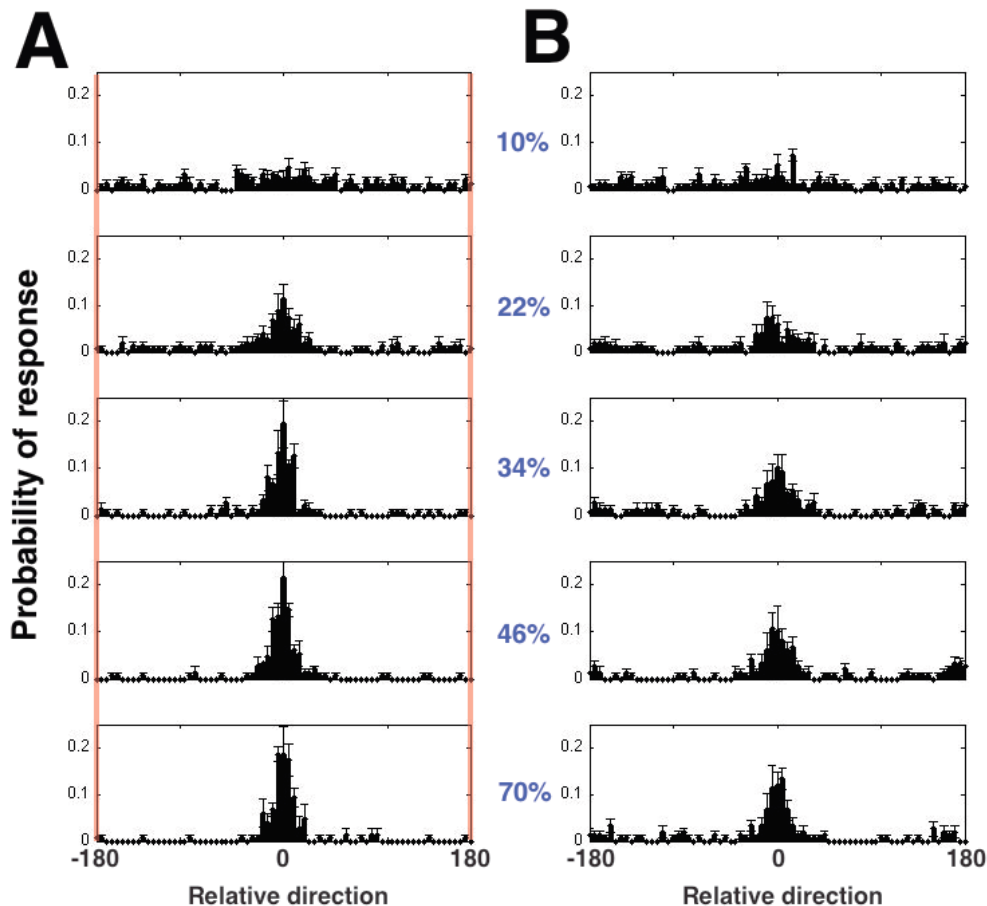 A B
0.2 0.1 0 10% 0.2 0.1 0
0.2 0.1 0 22% 0.2 0.1 0
0.2 0.1 0 34% 0.2 0.1 0
0.2 0.1 0 46% 0.2 0.1 0
0.2 0.1 0 70% 0.2 0.1 0
Probability of response
-180 0 180 -180 0 180
Relative direction Relative direction